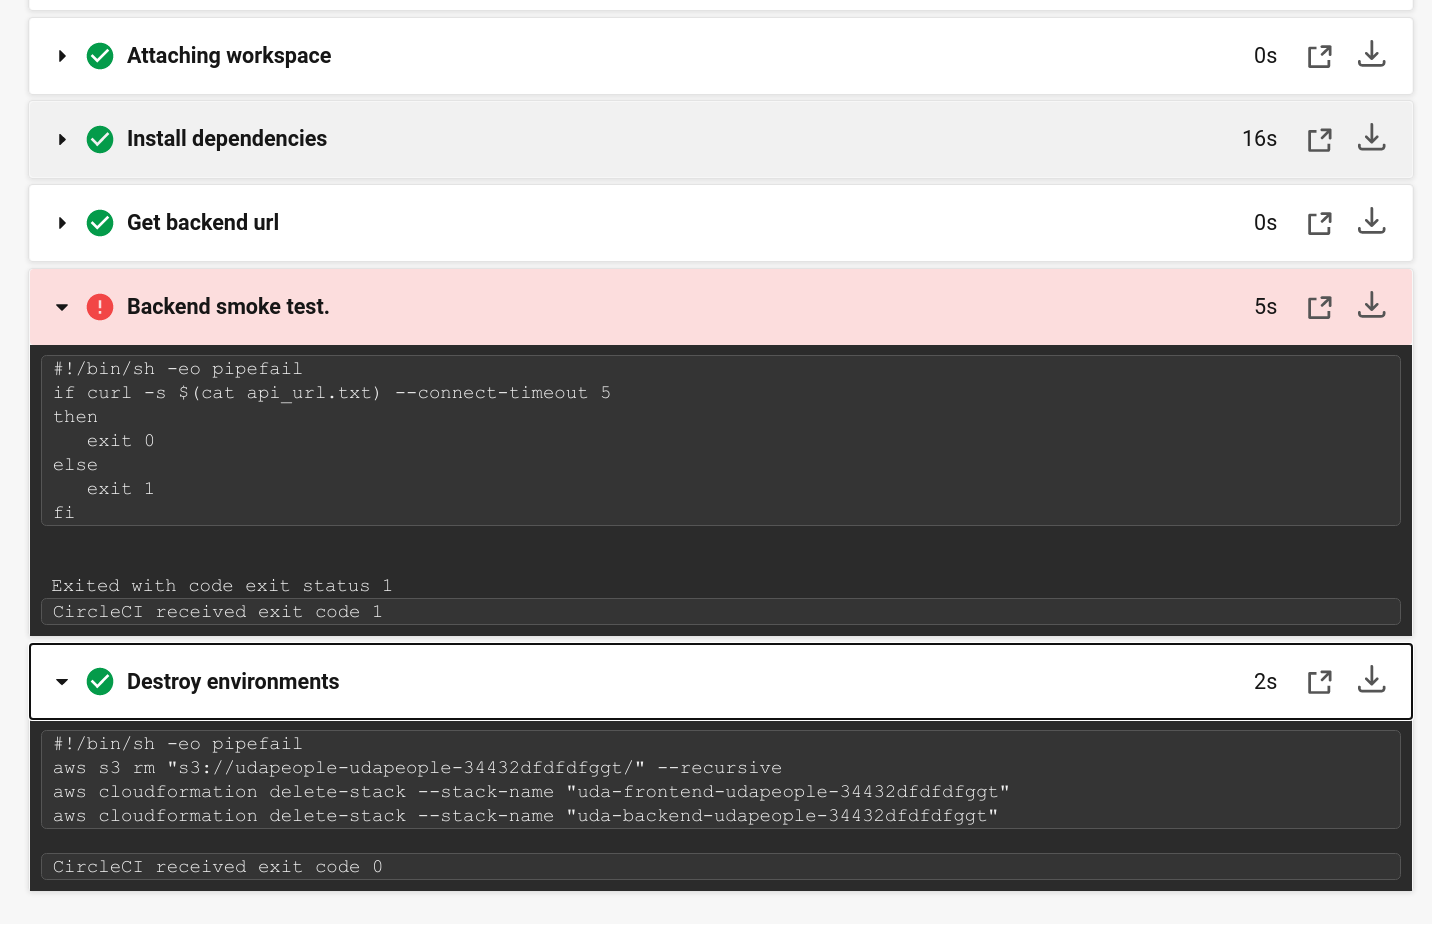 Attaching workspace 0s
Install dependencies 16s
Get backend url 0s
Backend smoke test. 5s
#!/bin/sh -eo pipefail
if curl -s $(cat api_url.txt) --connect-timeout 5
then
   exit 0
else
   exit 1
fi
Exited with code exit status 1
CircleCI received exit code 1
Destroy environments 2s
#!/bin/sh -eo pipefail
aws s3 rm "s3://udapeople-udapeople-34432dfdfdfggt/" --recursive
aws cloudformation delete-stack --stack-name "uda-frontend-udapeople-34432dfdfdfggt"
aws cloudformation delete-stack --stack-name "uda-backend-udapeople-34432dfdfdfggt"
CircleCI received exit code 0